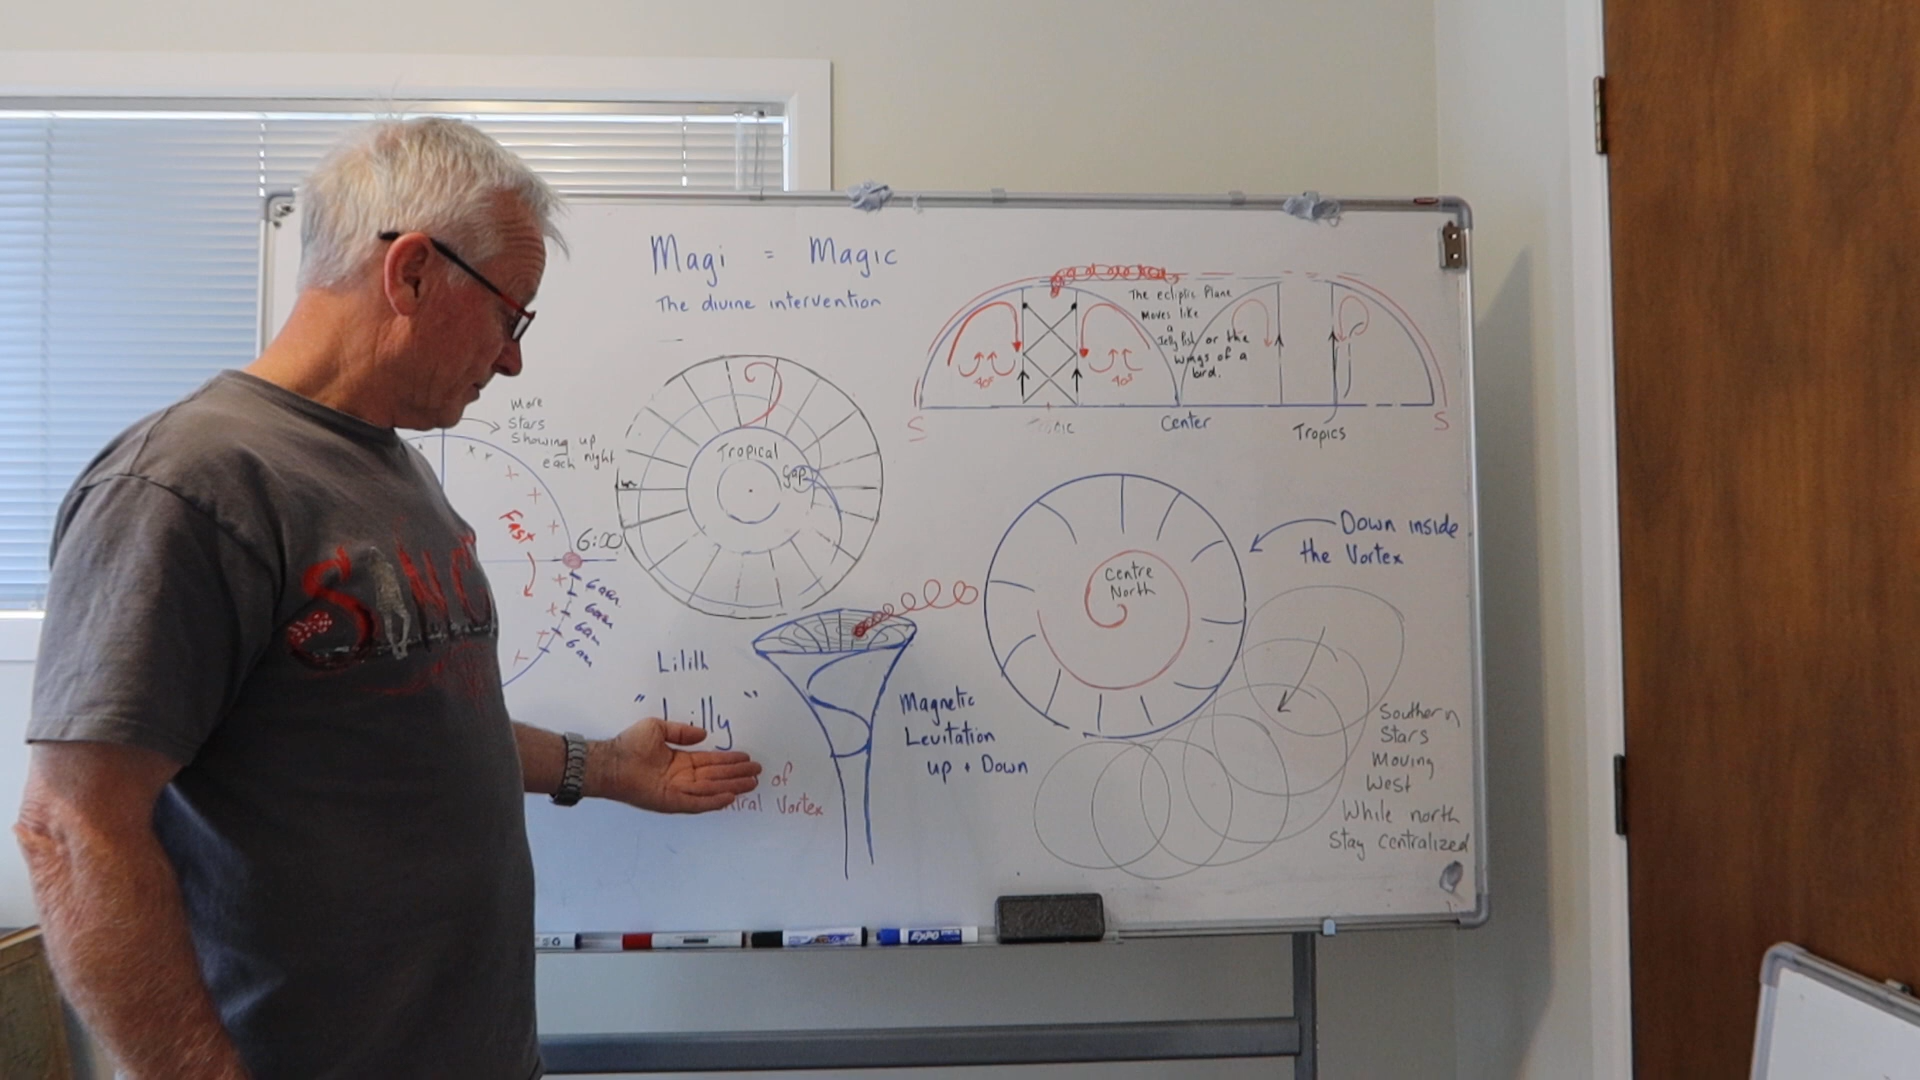 Magi = Magic
The divine intervention
More
Stars
Showing up
each night
Fast
6:00
6am
6am
6am
6am
Tropical
Gap
The ecliptic Plane
Moves like
a
Jelly fish or the
wings of a
bird.
40°
40°
S
Center
Tropics
S
Down inside
the Vortex
Centre
North
Lilith
"Lilly"
of
Vortex
Magnetic
Levitation
up + Down
Southern
Stars
Moving
West
While north
Stay centralized
EXPO